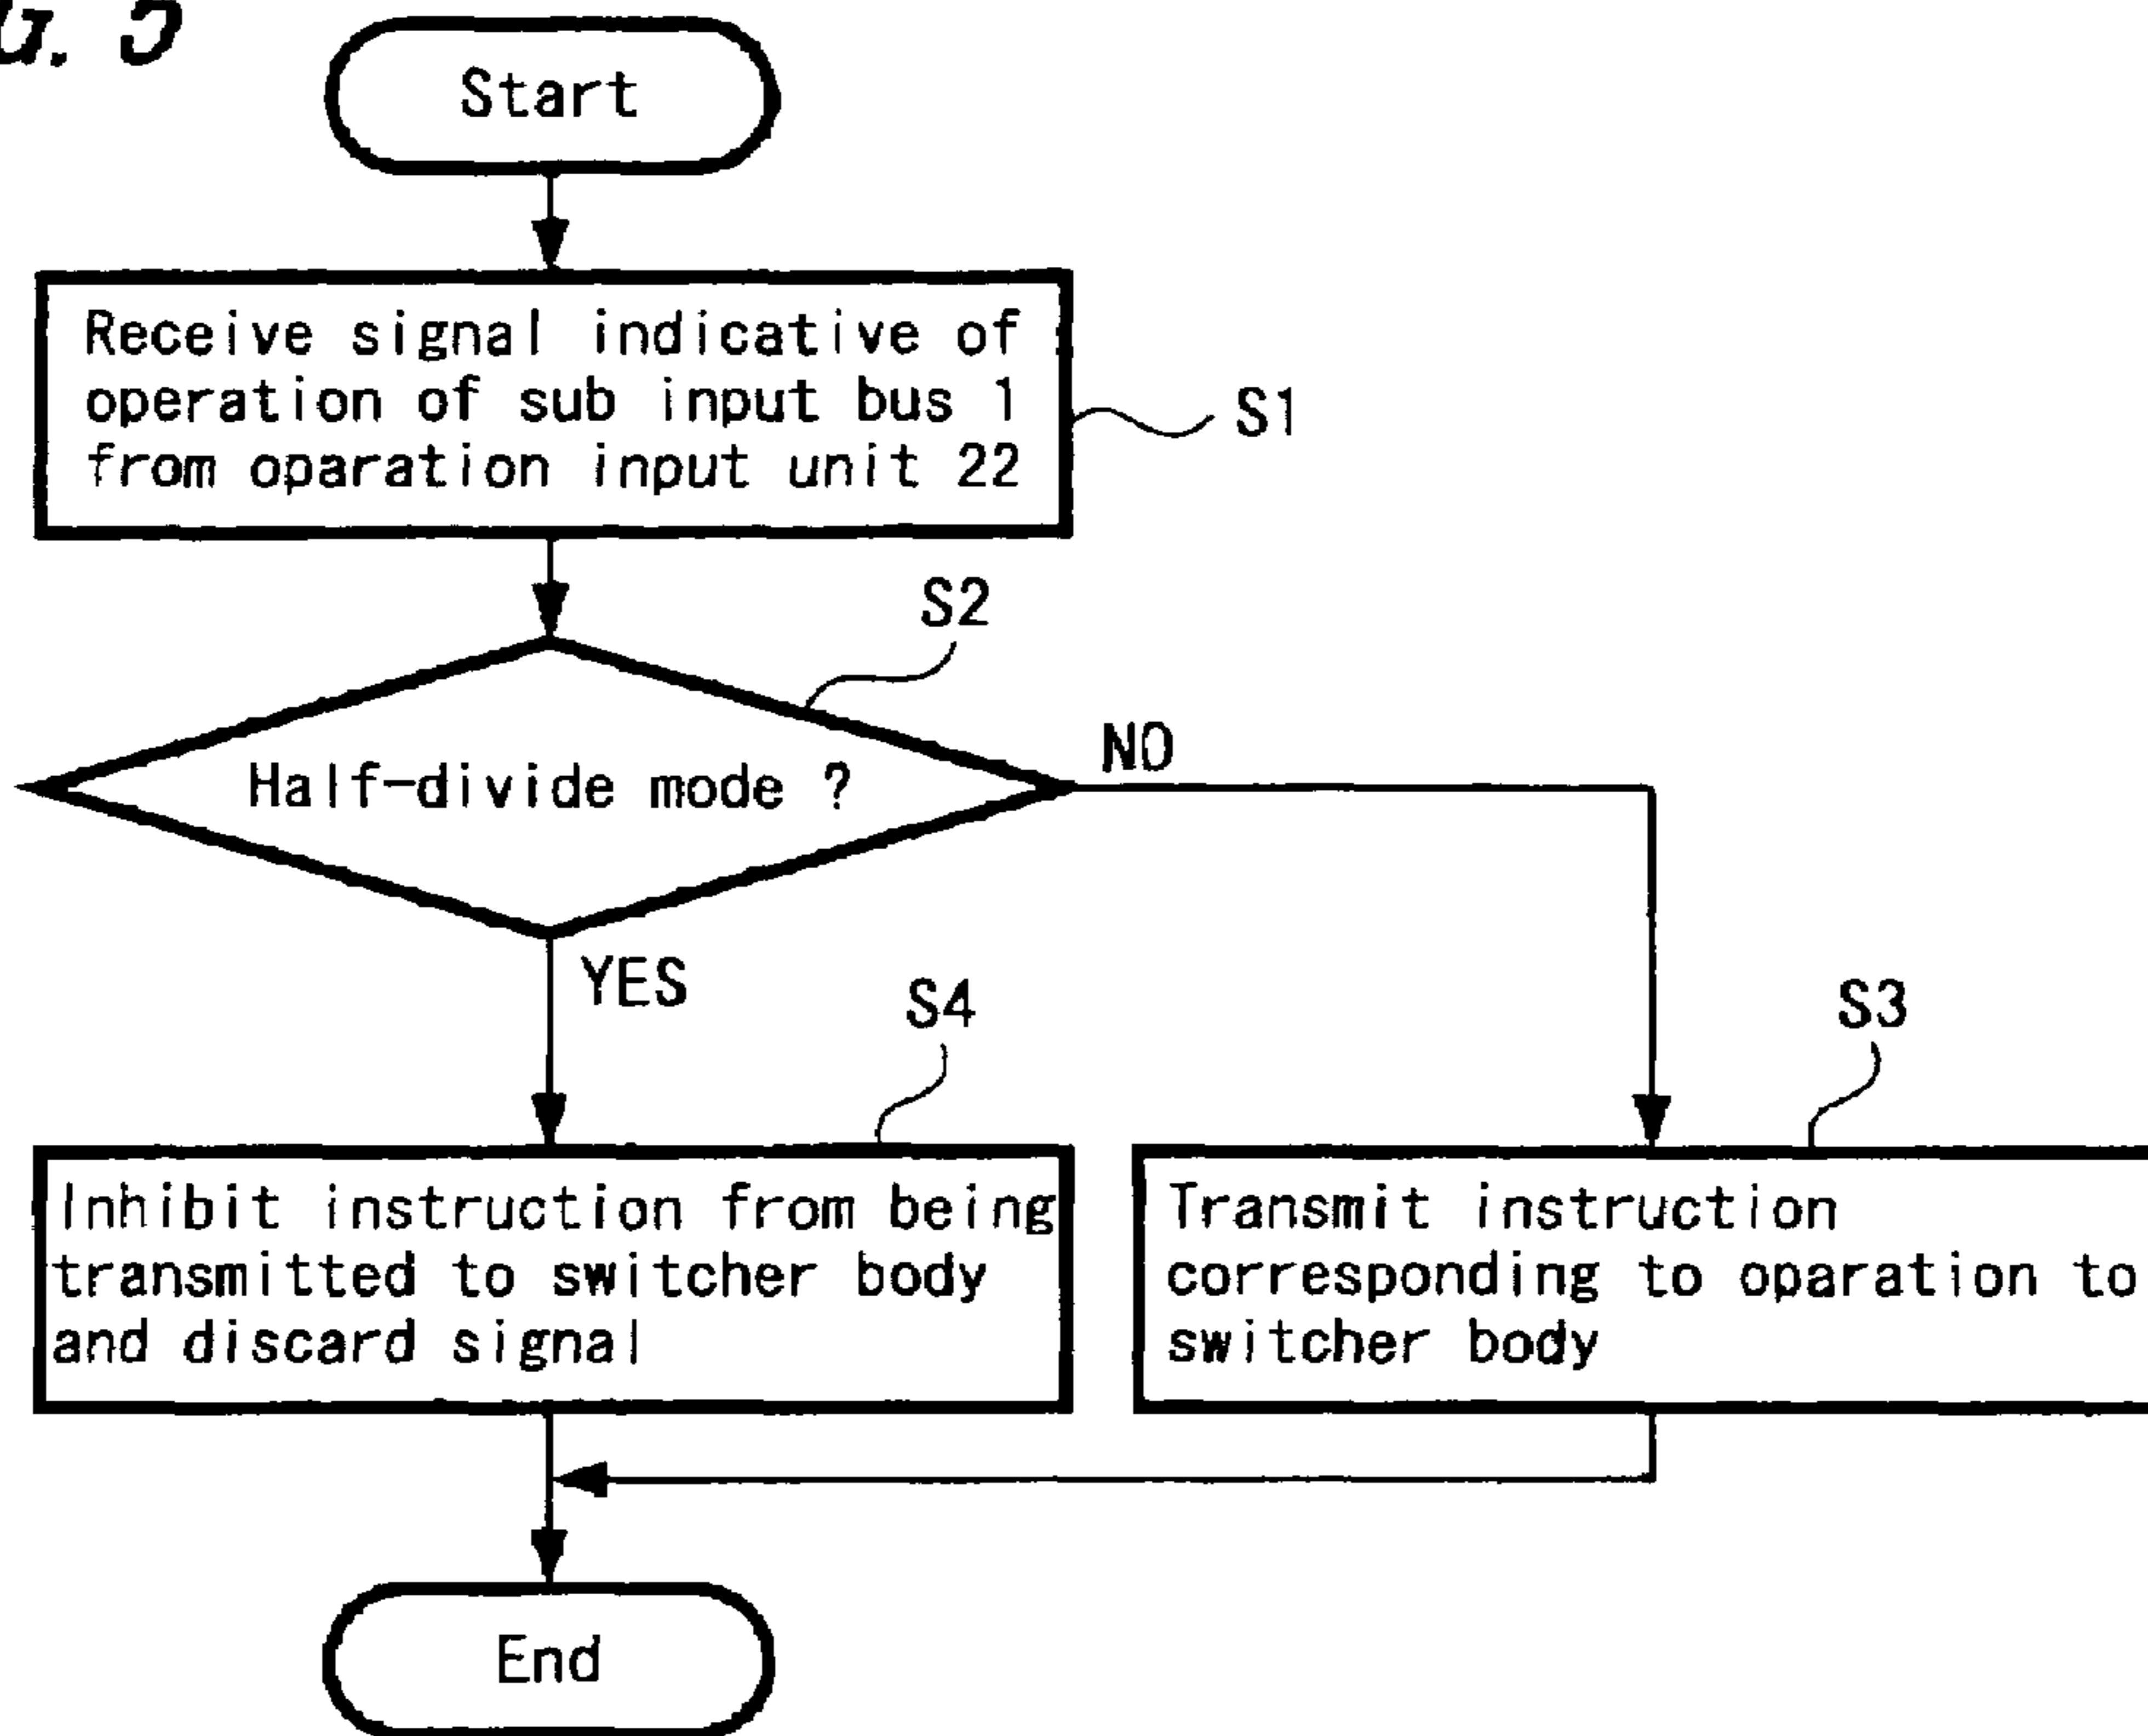 Start
Receive signal indicative of
operation of sub input bus 1
from oparation input unit 22
S1
S2
Half-divide mode ?
NO
YES
S4
S3
Inhibit instruction from being
transmitted to switcher body
and discard signal
Transmit instruction
corresponding to oparation to
switcher body
End